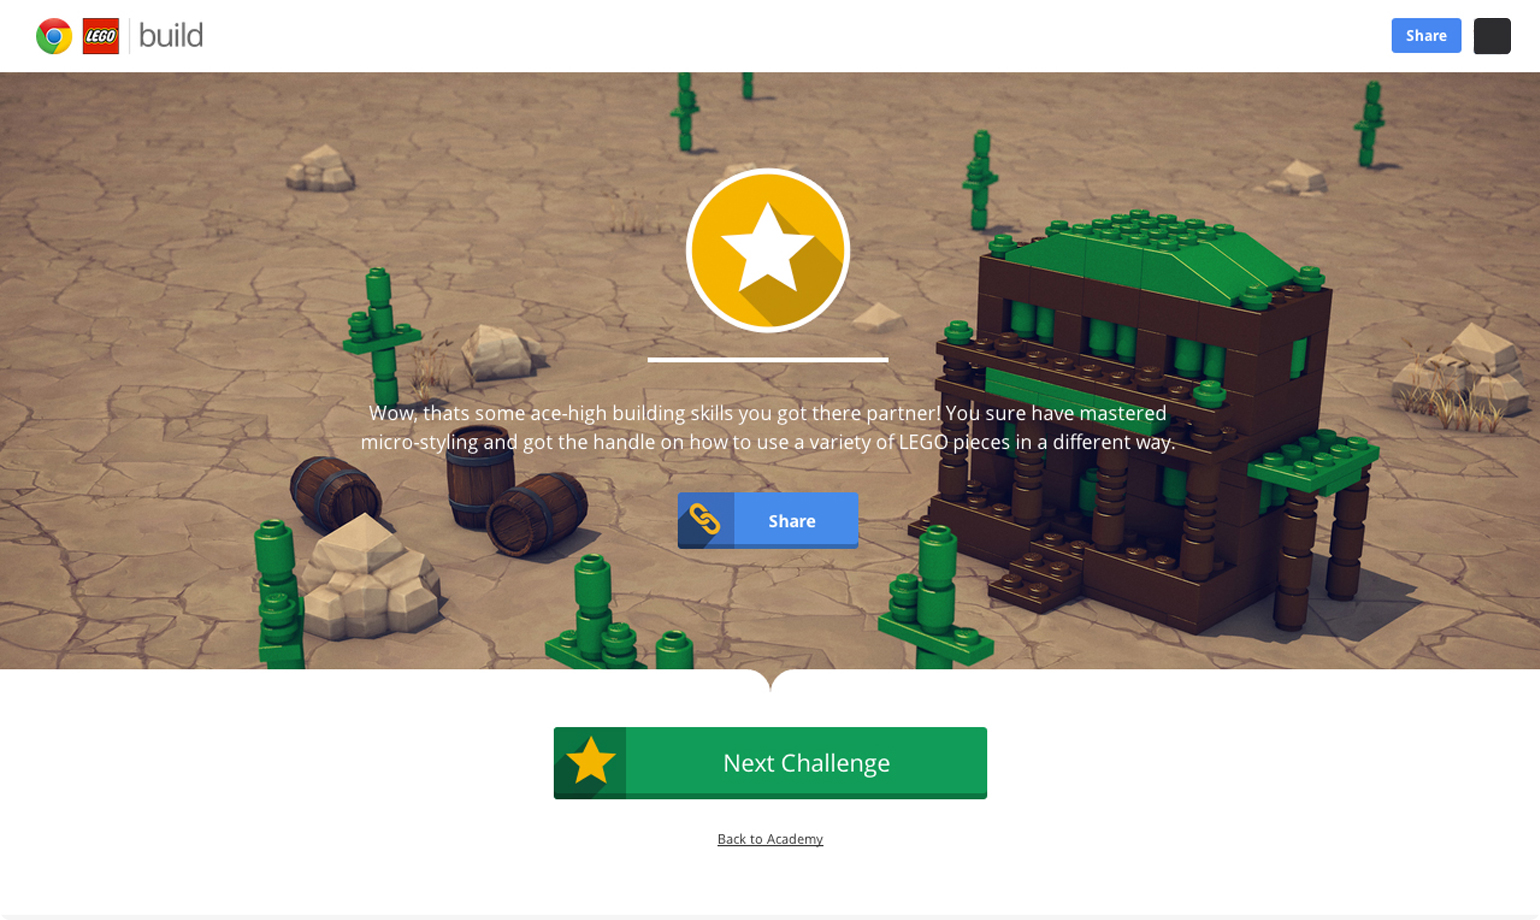 LEGO
build
Share
Wow, thats some ace-high building skills you got there partner! You sure have mastered
micro-styling and got the handle on how to use a variety of LEGO pieces in a different way.
Share
Next Challenge
Back to Academy